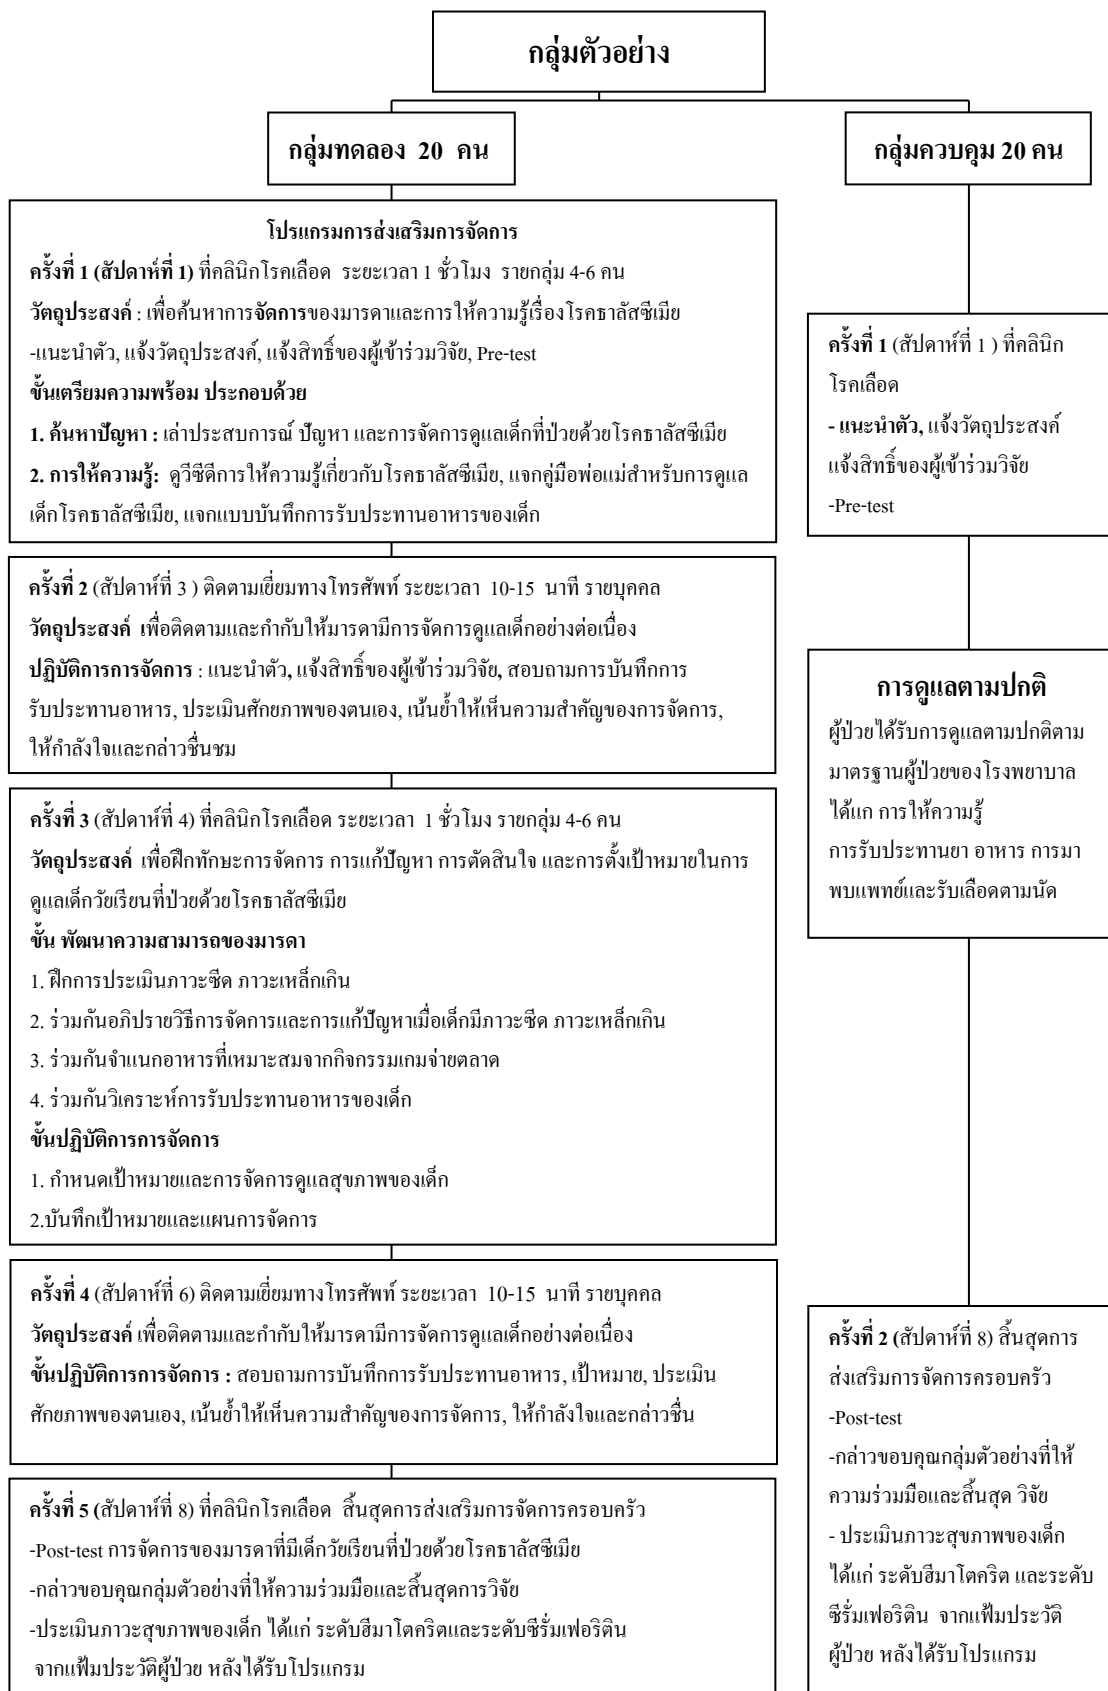 กลุ่มตัวอย่าง
กลุ่มทดลอง 20 คน
โปรแกรมการส่งเสริมการจัดการ
ครั้งที่ 1 (สัปดาห์ที่ 1) ที่คลินิกโรคเลือด ระยะเวลา 1 ชั่วโมง รายกลุ่ม 4-6 คน
วัตถุประสงค์ : เพื่อค้นหาการจัดการของมารดาและการให้ความรู้เรื่องโรคธาลัสซีเมีย
-แนะนำตัว, แจ้งวัตถุประสงค์, แจ้งสิทธิ์ของผู้เข้าร่วมวิจัย, Pre-test
ขั้นเตรียมความพร้อม ประกอบด้วย
1. ค้นหาปัญหา : เล่าประสบการณ์ ปัญหา และการจัดการดูแลเด็กที่ป่วยด้วยโรคธาลัสซีเมีย
2. การให้ความรู้: ดูวีซีดีการให้ความรู้เกี่ยวกับโรคธาลัสซีเมีย, แจกคู่มือพ่อแม่สำหรับการดูแล
เด็กโรคธาลัสซีเมีย, แจกแบบบันทึกการรับประทานอาหารของเด็ก
ครั้งที่ 2 (สัปดาห์ที่ 3 ) ติดตามเยี่ยมทางโทรศัพท์ ระยะเวลา 10-15 นาที รายบุคคล
วัตถุประสงค์ เพื่อติดตามและกำกับให้มารดามีการจัดการดูแลเด็กอย่างต่อเนื่อง
ปฏิบัติการการจัดการ : แนะนำตัว, แจ้งสิทธิ์ของผู้เข้าร่วมวิจัย, สอบถามการบันทึกการ
รับประทานอาหาร, ประเมินศักยภาพของตนเอง, เน้นย้ำให้เห็นความสำคัญของการจัดการ,
ให้กำลังใจและกล่าวชื่นชม
ครั้งที่ 3 (สัปดาห์ที่ 4) ที่คลินิกโรคเลือด ระยะเวลา 1 ชั่วโมง รายกลุ่ม 4-6 คน
วัตถุประสงค์ เพื่อฝึกทักษะการจัดการ การแก้ปัญหา การตัดสินใจ และการตั้งเป้าหมายในการ
ดูแลเด็กวัยเรียนที่ป่วยด้วยโรคธาลัสซีเมีย
ขั้น พัฒนาความสามารถของมารดา
1. ฝึกการประเมินภาวะซีด ภาวะเหล็กเกิน
2. ร่วมกันอภิปรายวิธีการจัดการและการแก้ปัญหาเมื่อเด็กมีภาวะซีด ภาวะเหล็กเกิน
3. ร่วมกันจำแนกอาหารที่เหมาะสมจากกิจกรรมเกมจ่ายตลาด
4. ร่วมกันวิเคราะห์การรับประทานอาหารของเด็ก
ขั้นปฏิบัติการการจัดการ
1. กำหนดเป้าหมายและการจัดการดูแลสุขภาพของเด็ก
2.บันทึกเป้าหมายและแผนการจัดการ
ครั้งที่ 4 (สัปดาห์ที่ 6) ติดตามเยี่ยมทางโทรศัพท์ ระยะเวลา 10-15 นาที รายบุคคล
วัตถุประสงค์ เพื่อติดตามและกำกับให้มารดามีการจัดการดูแลเด็กอย่างต่อเนื่อง
ขั้นปฏิบัติการการจัดการ : สอบถามการบันทึกการรับประทานอาหาร, เป้าหมาย, ประเมิน
ศักยภาพของตนเอง, เน้นย้ำให้เห็นความสำคัญของการจัดการ, ให้กำลังใจและกล่าวชื่น
ครั้งที่ 5 (สัปดาห์ที่ 8) ที่คลินิกโรคเลือด สิ้นสุดการส่งเสริมการจัดการครอบครัว
-Post-test การจัดการของมารดาที่มีเด็กวัยเรียนที่ป่วยด้วยโรคธาลัสซีเมีย
-กล่าวขอบคุณกลุ่มตัวอย่างที่ให้ความร่วมมือและสิ้นสุดการวิจัย
-ประเมินภาวะสุขภาพของเด็ก ได้แก่ ระดับฮีมาโตคริตและระดับซีรั่มเฟอริติน
จากแฟ้มประวัติผู้ป่วย หลังได้รับโปรแกรม
กลุ่มควบคุม 20 คน
ครั้งที่ 1 (สัปดาห์ที่ 1 ) ที่คลินิก
โรคเลือด
- แนะนำตัว, แจ้งวัตถุประสงค์
แจ้งสิทธิ์ของผู้เข้าร่วมวิจัย
-Pre-test
การดูแลตามปกติ
ผู้ป่วยได้รับการดูแลตามปกติตาม
มาตรฐานผู้ป่วยของโรงพยาบาล
ได้แก การให้ความรู้
การรับประทานยา อาหาร การมา
พบแพทย์และรับเลือดตามนัด
ครั้งที่ 2 (สัปดาห์ที่ 8) สิ้นสุดการ
ส่งเสริมการจัดการครอบครัว
-Post-test
-กล่าวขอบคุณกลุ่มตัวอย่างที่ให้
ความร่วมมือและสิ้นสุด วิจัย
- ประเมินภาวะสุขภาพของเด็ก
ได้แก่ ระดับฮีมาโตคริต และระดับ
ซีรั่มเฟอริติน จากแฟ้มประวัติ
ผู้ป่วย หลังได้รับโปรแกรม